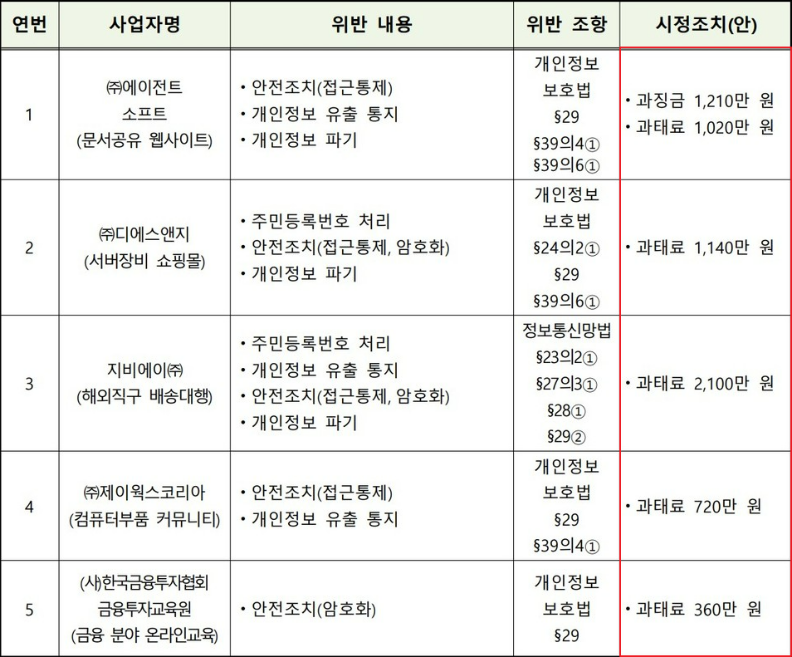 연번 사업자명 위반 내용 위반 조항 시정조치(안)
1
㈜에이전트
소프트
(문서공유 웹사이트)
• 안전조치(접근통제)
• 개인정보 유출 통지
• 개인정보 파기
개인정보
보호법
§29
§39의4①
§39의6①
• 과징금 1,210만 원
• 과태료 1,020만 원
2
㈜디에스앤지
(서버장비 쇼핑몰)
• 주민등록번호 처리
• 안전조치(접근통제, 암호화)
• 개인정보 파기
개인정보
보호법
§24의2①
§29
§39의6①
• 과태료 1,140만 원
3
지비에이㈜
(해외직구 배송대행)
• 주민등록번호 처리
• 개인정보 유출 통지
• 안전조치(접근통제, 암호화)
• 개인정보 파기
정보통신망법
§23의2①
§27의3①
§28①
§29②
• 과태료 2,100만 원
4
㈜제이웍스코리아
(컴퓨터부품 커뮤니티)
• 안전조치(접근통제)
• 개인정보 유출 통지
개인정보
보호법
§29
§39의4①
• 과태료 720만 원
5
(사)한국금융투자협회
금융투자교육원
(금융 분야 온라인교육)
• 안전조치(암호화)
개인정보
보호법
§29
• 과태료 360만 원